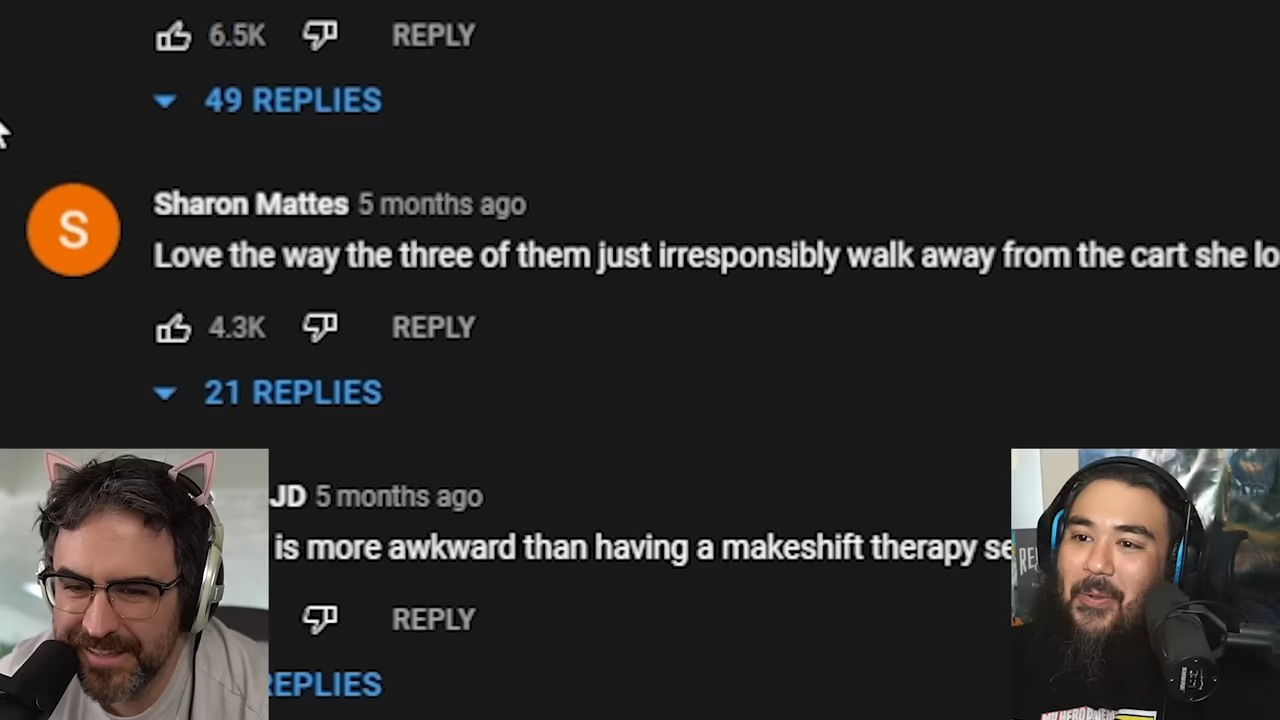 6.5K REPLY
49 REPLIES
S
Sharon Mattes 5 months ago
Love the way the three of them just irresponsibly walk away from the cart she lo
4.3K REPLY
21 REPLIES
JD 5 months ago
is more awkward than having a makeshift therapy se
REPLY
REPLIES